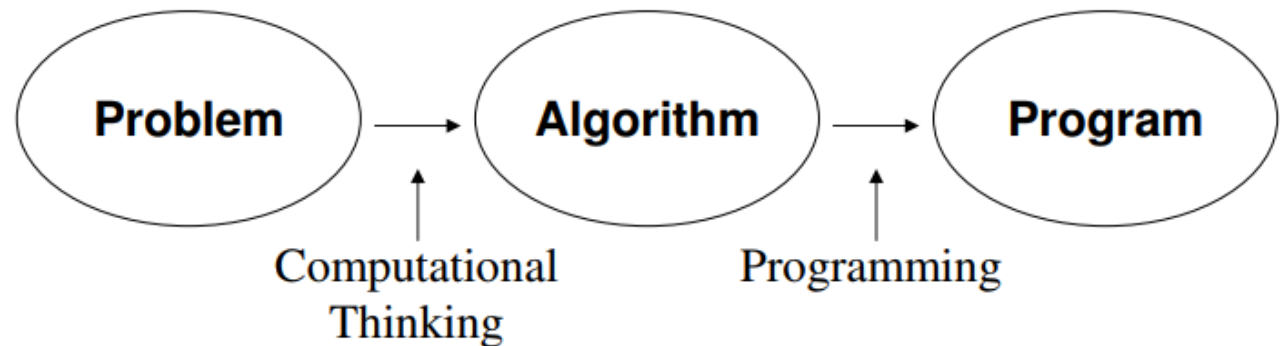 Problem
Algorithm
Program
Computational
Thinking
Programming